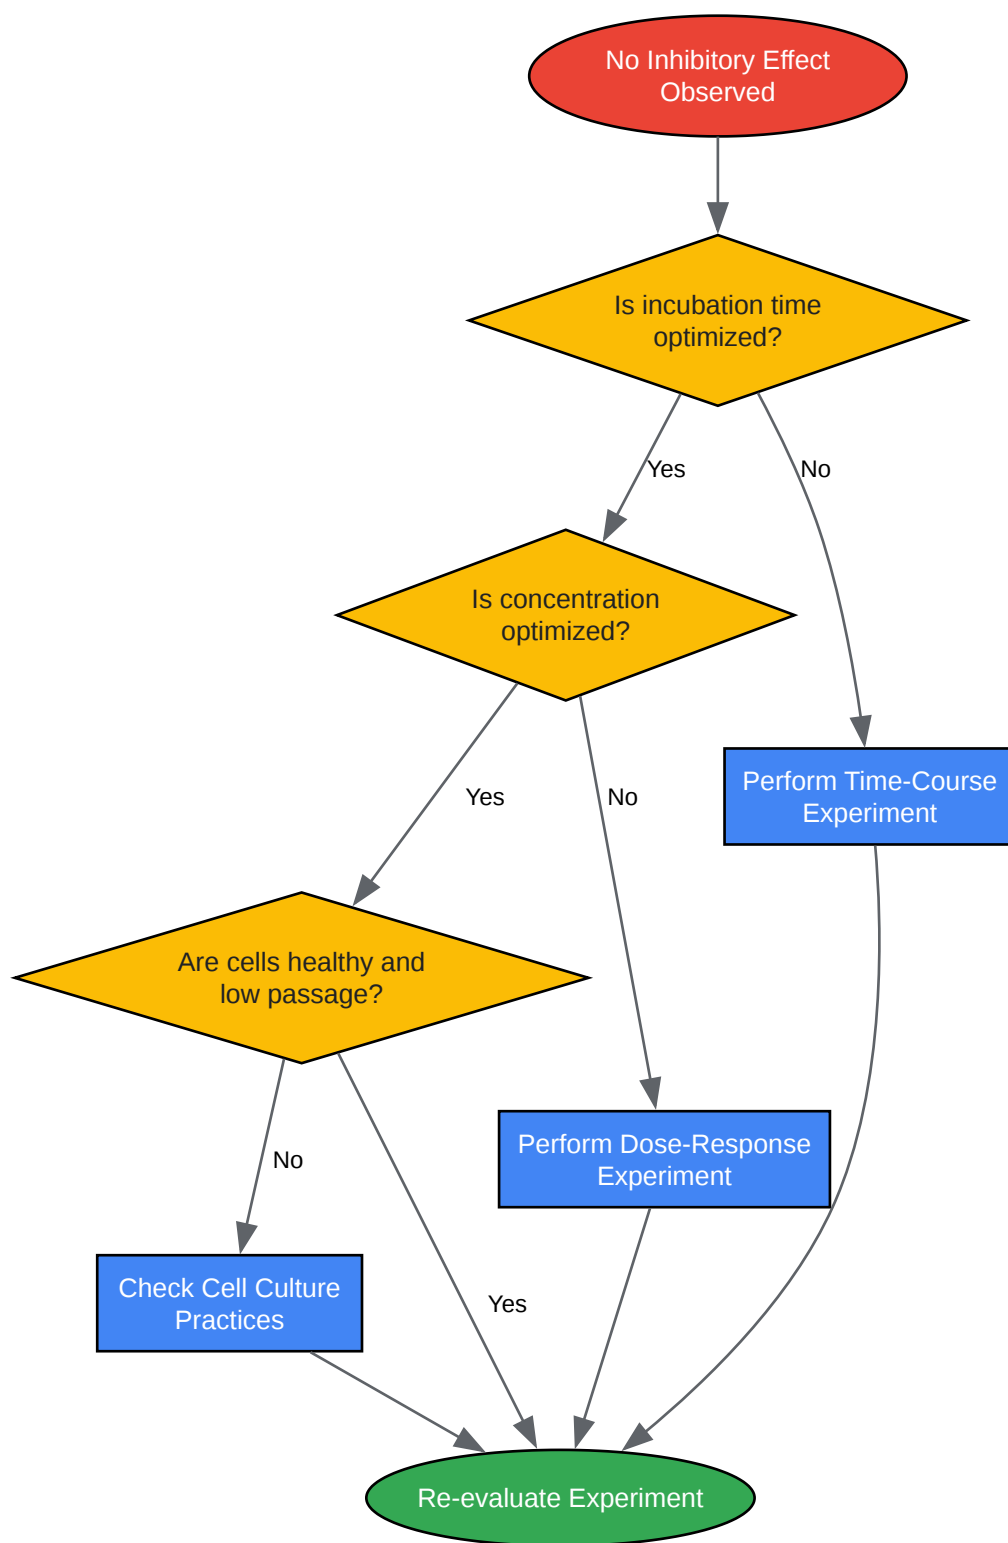 No Inhibitory Effect
Observed
Is incubation time
optimized?
Yes
No
Is concentration
optimized?
Yes
No
Perform Time-Course
Experiment
Are cells healthy and
low passage?
No
Yes
Perform Dose-Response
Experiment
Check Cell Culture
Practices
Re-evaluate Experiment